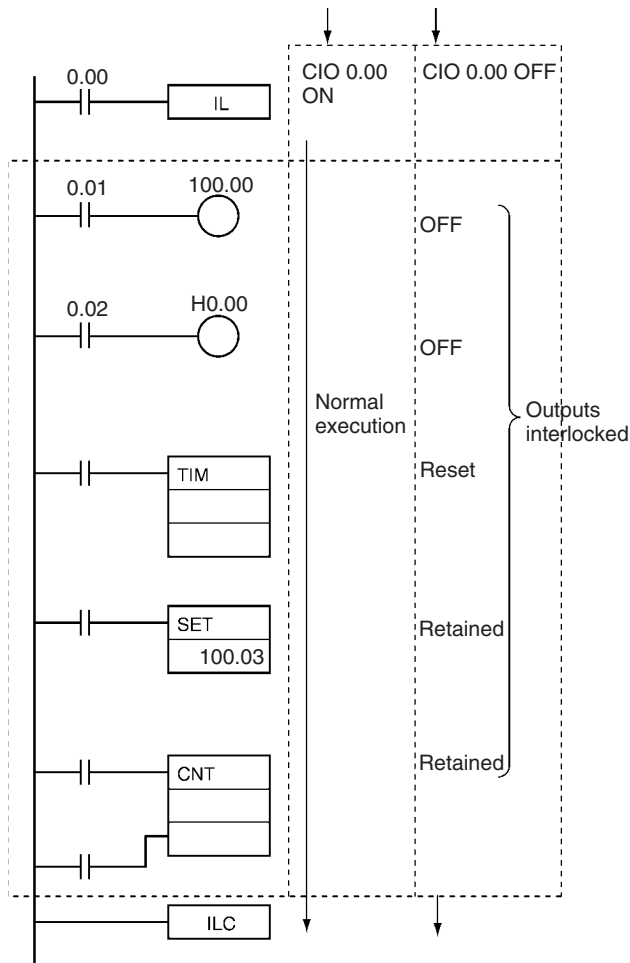 0.00
IL
CIO 0.00
ON
CIO 0.00 OFF
0.01
100.00
OFF
0.02
H0.00
OFF
Normal
execution
Outputs
interlocked
TIM
Reset
SET
100.03
Retained
CNT
Retained
ILC